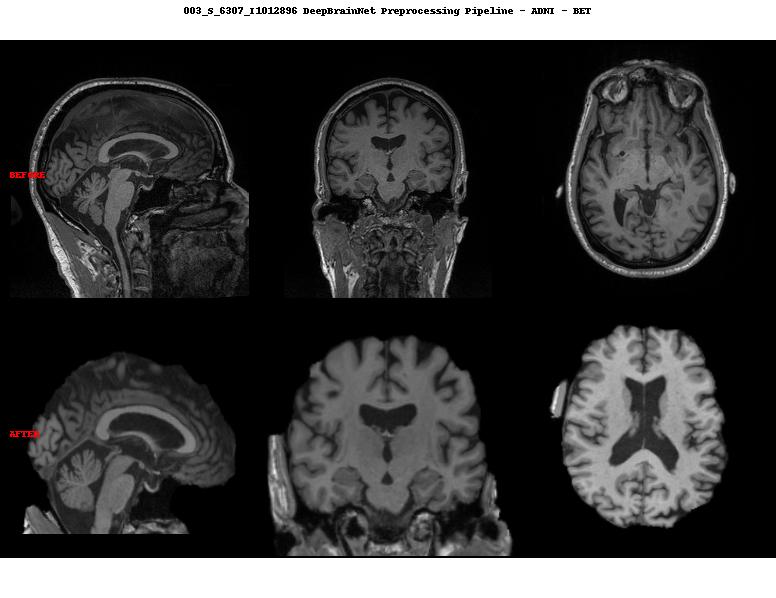 003_S_6307_I1012896 DeepBrainNet Preprocessing Pipeline - ADNI - BET
BEFORE
AFTER